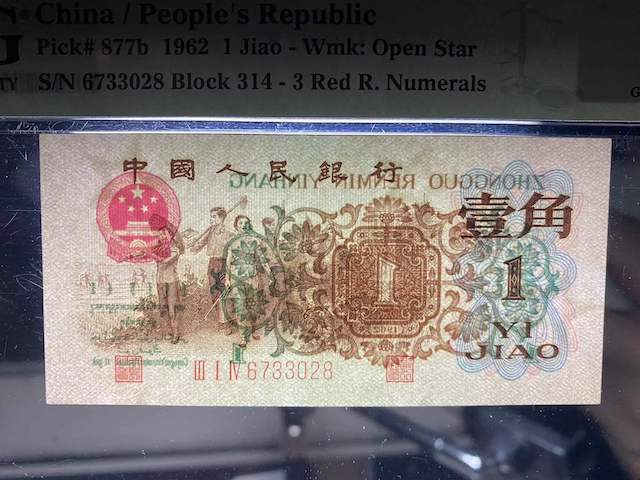 China / People's Republic
Pick# 877b 1962 1 Jiao - Wmk: Open Star
S/N 6733028 Block 314 - 3 Red R. Numerals
中國人民銀行
ZHONGGUO RENMIN YINHANG
壹角
1
1
YI
JIAO
III I IV 6733028